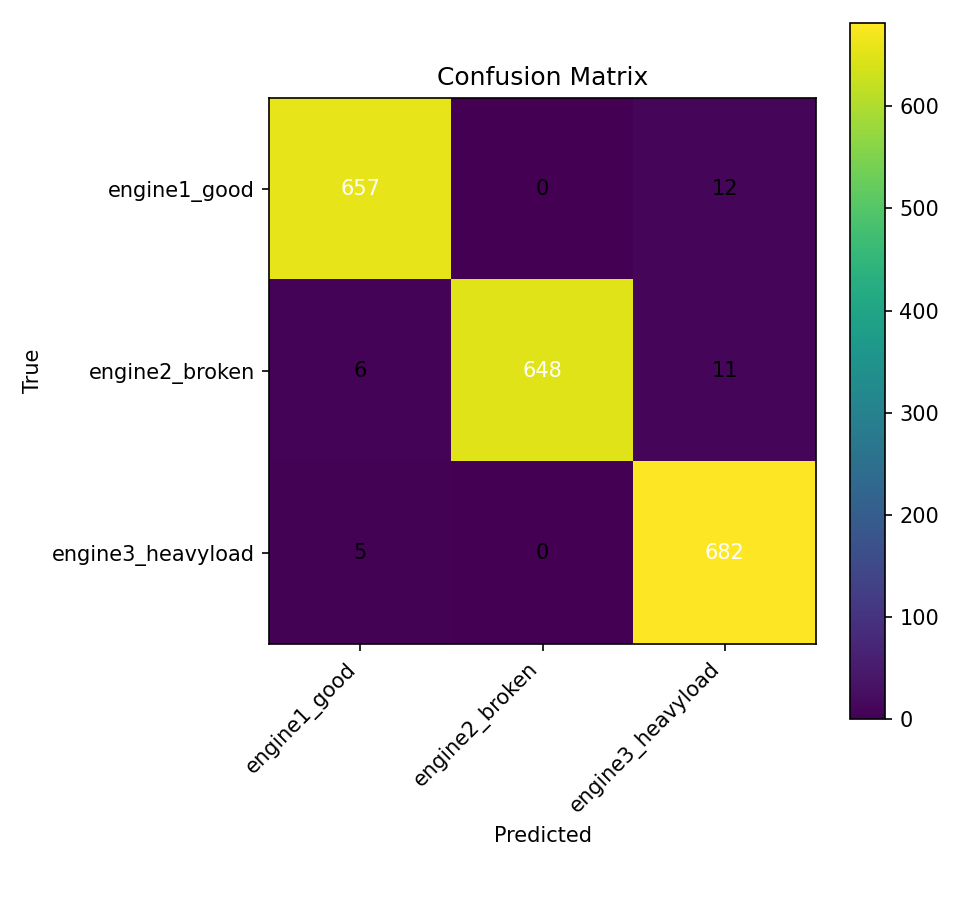 Confusion Matrix
True
engine1_good
657
0
12
engine2_broken
6
648
11
engine3_heavyload
5
0
682
engine1_good
engine2_broken
engine3_heavyload
Predicted
600
500
400
300
200
100
0